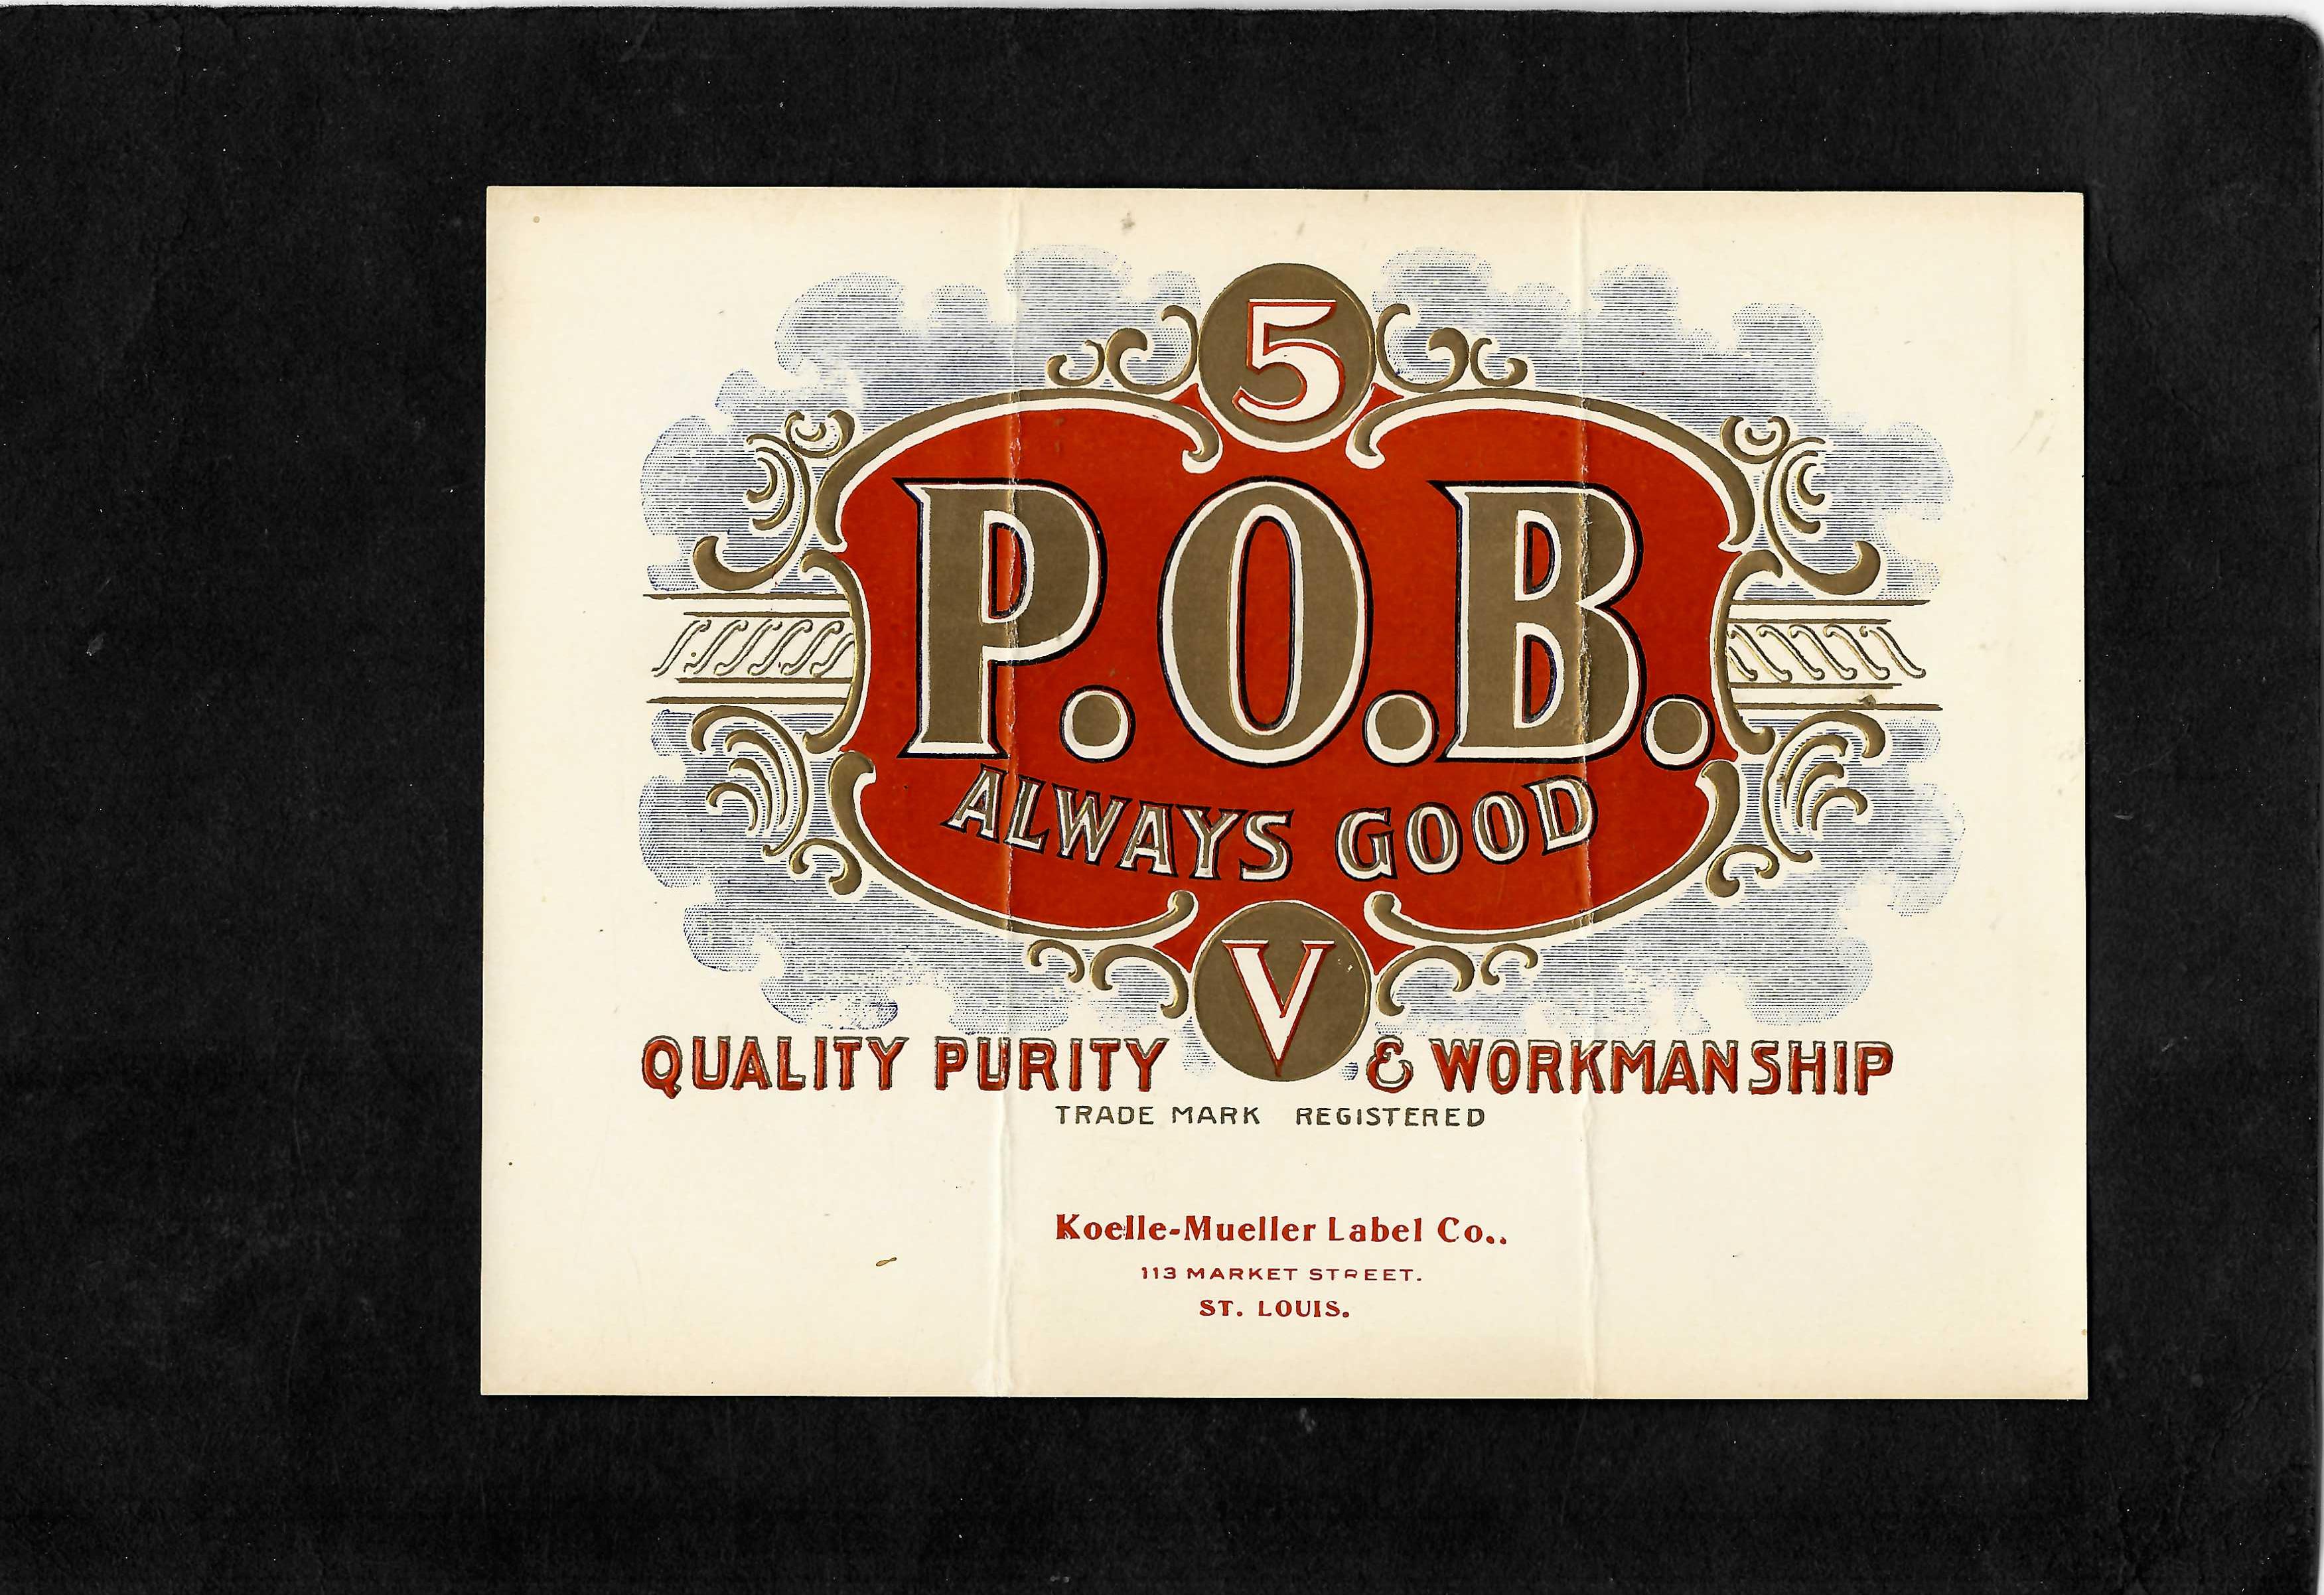 5
P.O.B.
ALWAYS GOOD
V
QUALITY PURITY & WORKMANSHIP
TRADE MARK REGISTERED
Koelle-Mueller Label Co..
113 MARKET STREET.
ST. LOUIS.